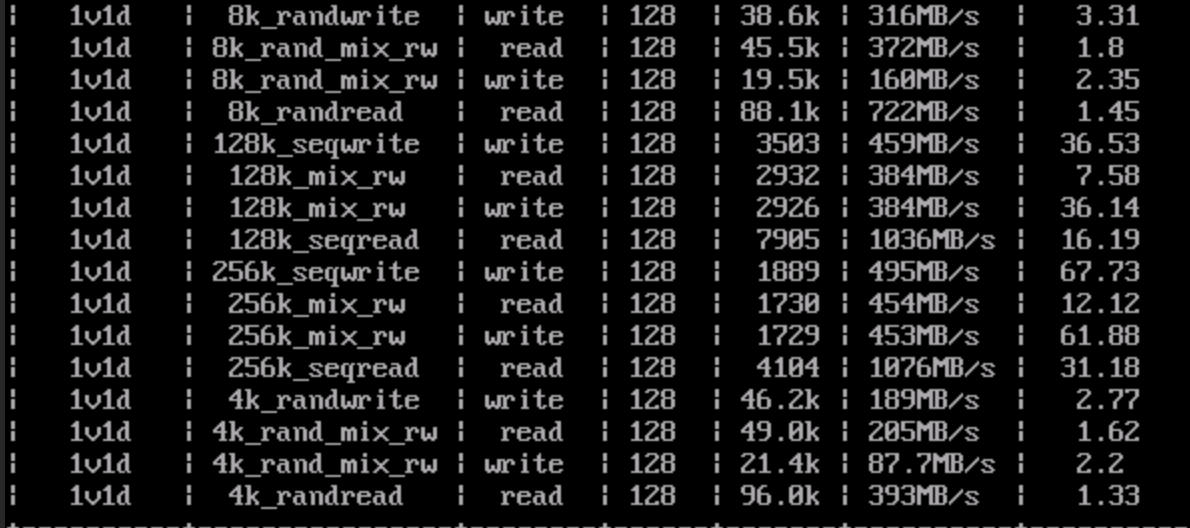 ¦ 1v1d ¦ 8k_randwrite ¦ write ¦ 128 ¦ 38.6k ¦ 316MB/s ¦ 3.31
¦ 1v1d ¦ 8k_rand_mix_rw ¦ read ¦ 128 ¦ 45.5k ¦ 372MB/s ¦ 1.8
¦ 1v1d ¦ 8k_rand_mix_rw ¦ write ¦ 128 ¦ 19.5k ¦ 160MB/s ¦ 2.35
¦ 1v1d ¦ 8k_randread ¦ read ¦ 128 ¦ 88.1k ¦ 722MB/s ¦ 1.45
¦ 1v1d ¦ 128k_seqwrite ¦ write ¦ 128 ¦ 3503 ¦ 459MB/s ¦ 36.53
¦ 1v1d ¦ 128k_mix_rw ¦ read ¦ 128 ¦ 2932 ¦ 384MB/s ¦ 7.58
¦ 1v1d ¦ 128k_mix_rw ¦ write ¦ 128 ¦ 2926 ¦ 384MB/s ¦ 36.14
¦ 1v1d ¦ 128k_seqread ¦ read ¦ 128 ¦ 7905 ¦ 1036MB/s ¦ 16.19
¦ 1v1d ¦ 256k_seqwrite ¦ write ¦ 128 ¦ 1889 ¦ 495MB/s ¦ 67.73
¦ 1v1d ¦ 256k_mix_rw ¦ read ¦ 128 ¦ 1730 ¦ 454MB/s ¦ 12.12
¦ 1v1d ¦ 256k_mix_rw ¦ write ¦ 128 ¦ 1729 ¦ 453MB/s ¦ 61.88
¦ 1v1d ¦ 256k_seqread ¦ read ¦ 128 ¦ 4104 ¦ 1076MB/s ¦ 31.18
¦ 1v1d ¦ 4k_randwrite ¦ write ¦ 128 ¦ 46.2k ¦ 189MB/s ¦ 2.77
¦ 1v1d ¦ 4k_rand_mix_rw ¦ read ¦ 128 ¦ 49.0k ¦ 205MB/s ¦ 1.62
¦ 1v1d ¦ 4k_rand_mix_rw ¦ write ¦ 128 ¦ 21.4k ¦ 87.7MB/s ¦ 2.2
¦ 1v1d ¦ 4k_randread ¦ read ¦ 128 ¦ 96.0k ¦ 393MB/s ¦ 1.33